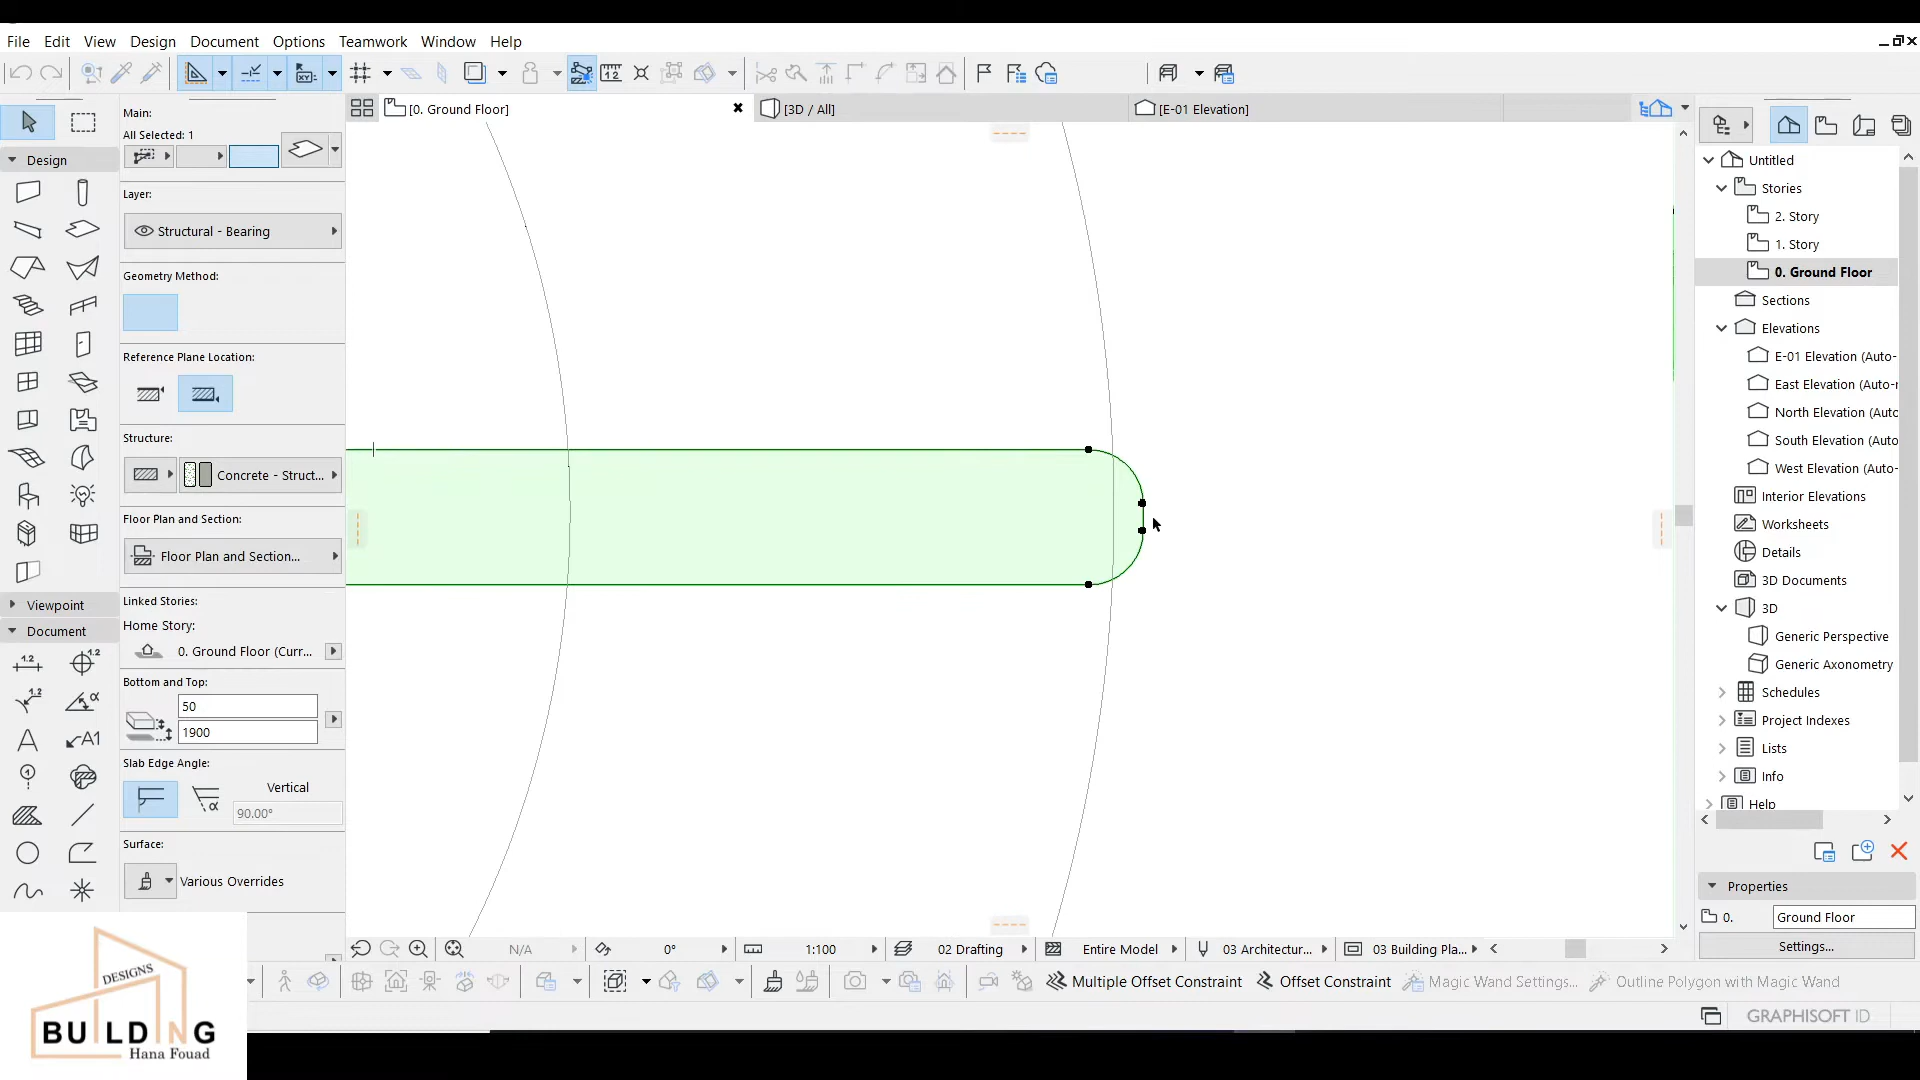 File Edit View Design Document Options Teamwork Window Help
[0. Ground Floor]
[3D / All]
[E-01 Elevation]
Main:
All Selected: 1
Layer:
Structural - Bearing
Geometry Method:
Reference Plane Location:
Structure:
Concrete - Struct...
Floor Plan and Section:
Floor Plan and Section...
Linked Stories:
Home Story:
0. Ground Floor (Curr...
Bottom and Top:
50
1900
Slab Edge Angle:
Vertical
90.00°
Surface:
Various Overrides
Design
Viewpoint
Document
Untitled
Stories
2. Story
1. Story
0. Ground Floor
Sections
Elevations
E-01 Elevation (Auto-
East Elevation (Auto-r
North Elevation (Auto
South Elevation (Auto
West Elevation (Auto-
Interior Elevations
Worksheets
Details
3D Documents
3D
Generic Perspective
Generic Axonometry
Schedules
Project Indexes
Lists
Info
Help
Properties
0. Ground Floor
Settings...
N/A 0° 1:100 02 Drafting Entire Model 03 Architectur... 03 Building Pla...
Multiple Offset Constraint Offset Constraint Magic Wand Settings... Outline Polygon with Magic Wand
GRAPHISOFT ID
DESIGNS
BUILDING
Hana Fouad